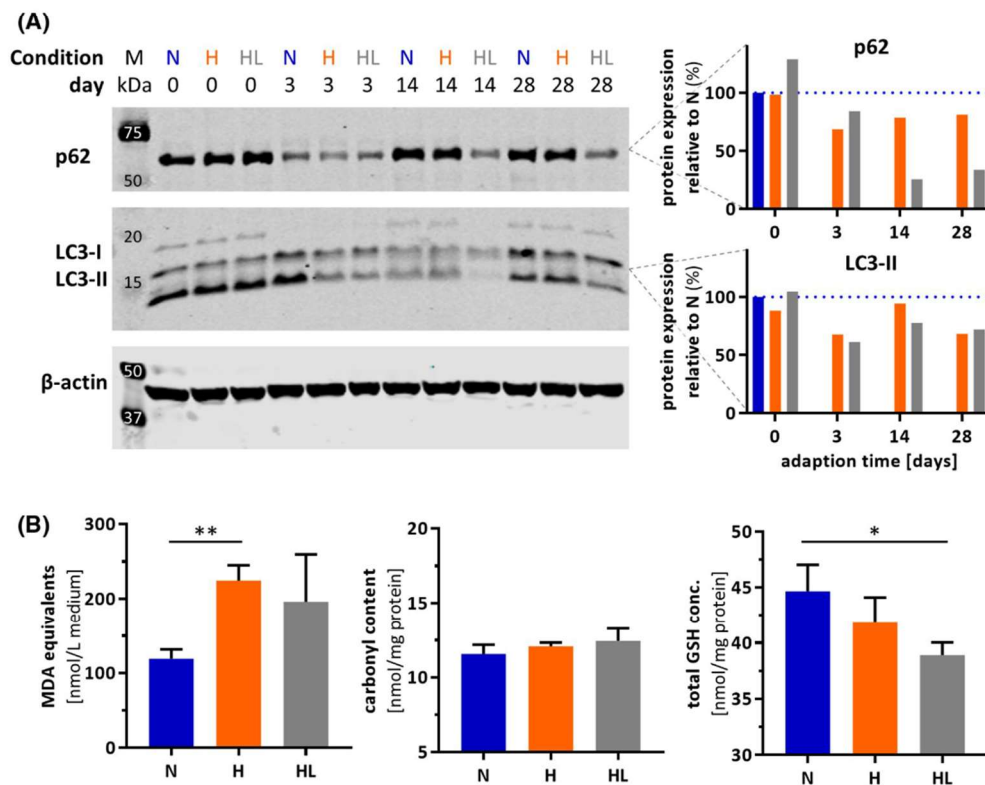 (A)
Condition M N H HL N H HL N H HL N H HL
day kDa 0 0 0 3 3 3 14 14 14 28 28 28
p62
75
50
LC3-I
LC3-II
20
15
β-actin
50
37
p62
protein expression
relative to N (%)
100
50
0
0 3 14 28
LC3-II
protein expression
relative to N (%)
100
50
0
0 3 14 28
adaption time [days]
(B)
MDA equivalents
[nmol/L medium]
300
200
100
0
**
N H HL
carbonyl content
[nmol/mg protein]
20
15
10
5
N H HL
total GSH conc.
[nmol/mg protein]
50
45
40
35
30
*
N H HL